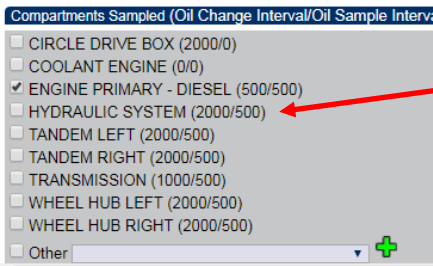 Compartments Sampled (Oil Change Interval/Oil Sample Interva
CIRCLE DRIVE BOX (2000/0)
COOLANT ENGINE (0/0)
ENGINE PRIMARY - DIESEL (500/500)
HYDRAULIC SYSTEM (2000/500)
TANDEM LEFT (2000/500)
TANDEM RIGHT (2000/500)
TRANSMISSION (1000/500)
WHEEL HUB LEFT (2000/500)
WHEEL HUB RIGHT (2000/500)
Other